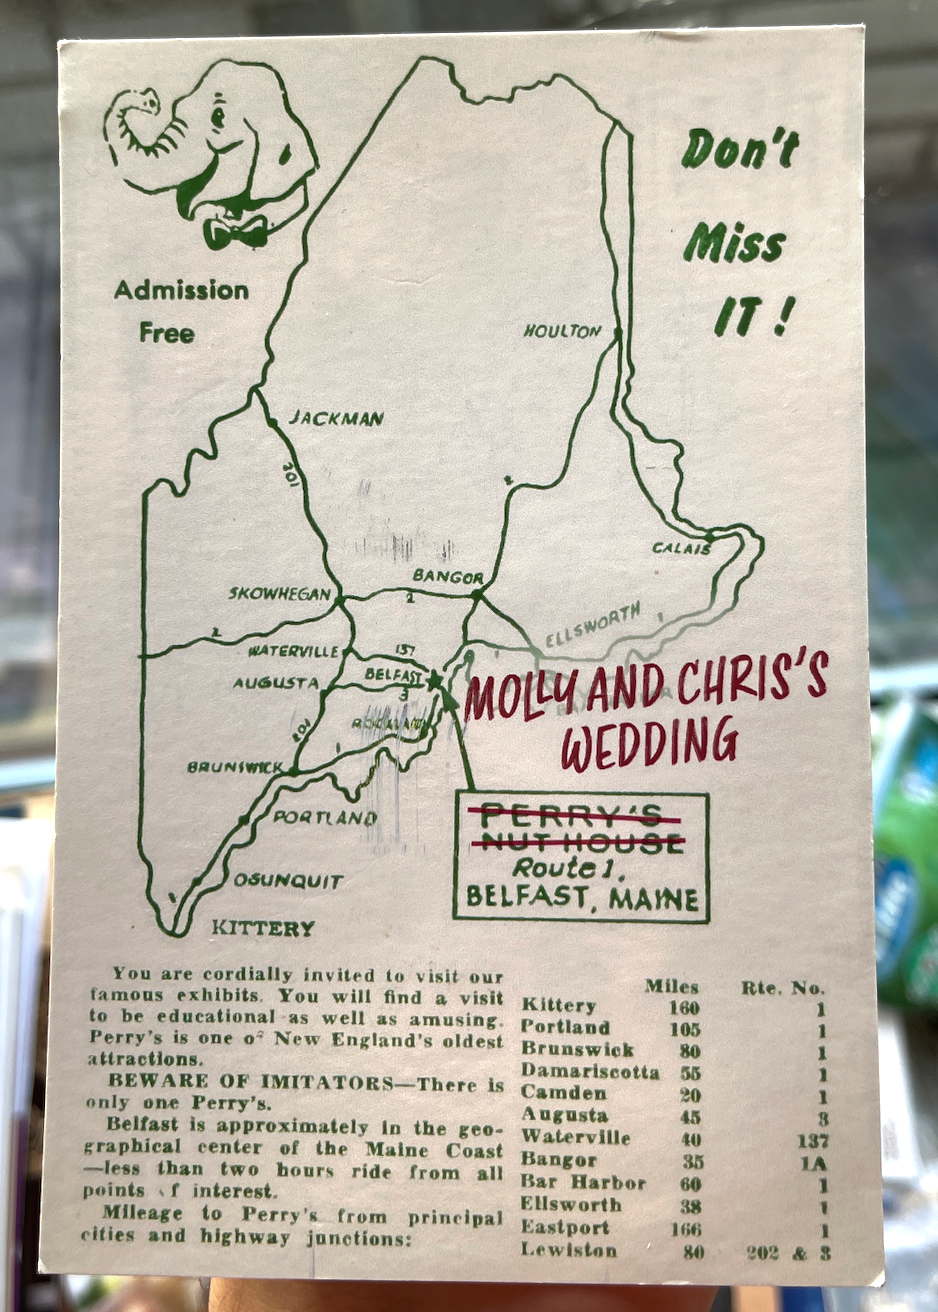 Don't
Miss
IT!
Admission
Free
HOULTON
JACKMAN
201
2
CALAIS
BANGOR
SKOWHEGAN
2
ELLSWORTH
1
2
WATERVILLE
137
1
BELFAST
AUGUSTA
3
MOLLY AND CHRIS'S
WEDDING
ROCKLAND
201
1
BRUNSWICK
PERRY'S
NUT HOUSE
Route 1,
BELFAST, MAINE
PORTLAND
OGUNQUIT
1
KITTERY
You are cordially invited to visit our
famous exhibits. You will find a visit
to be educational as well as amusing.
Perry's is one of New England's oldest
attractions.
BEWARE OF IMITATORS—There is
only one Perry's.
Belfast is approximately in the geo-
graphical center of the Maine Coast
—less than two hours ride from all
points of interest.
Mileage to Perry's from principal
cities and highway junctions:
Miles Rte. No.
Kittery 160 1
Portland 105 1
Brunswick 80 1
Damariscotta 55 1
Camden 20 1
Augusta 45 3
Waterville 40 137
Bangor 35 1A
Bar Harbor 60 1
Ellsworth 38 1
Eastport 166 1
Lewiston 80 202 & 3